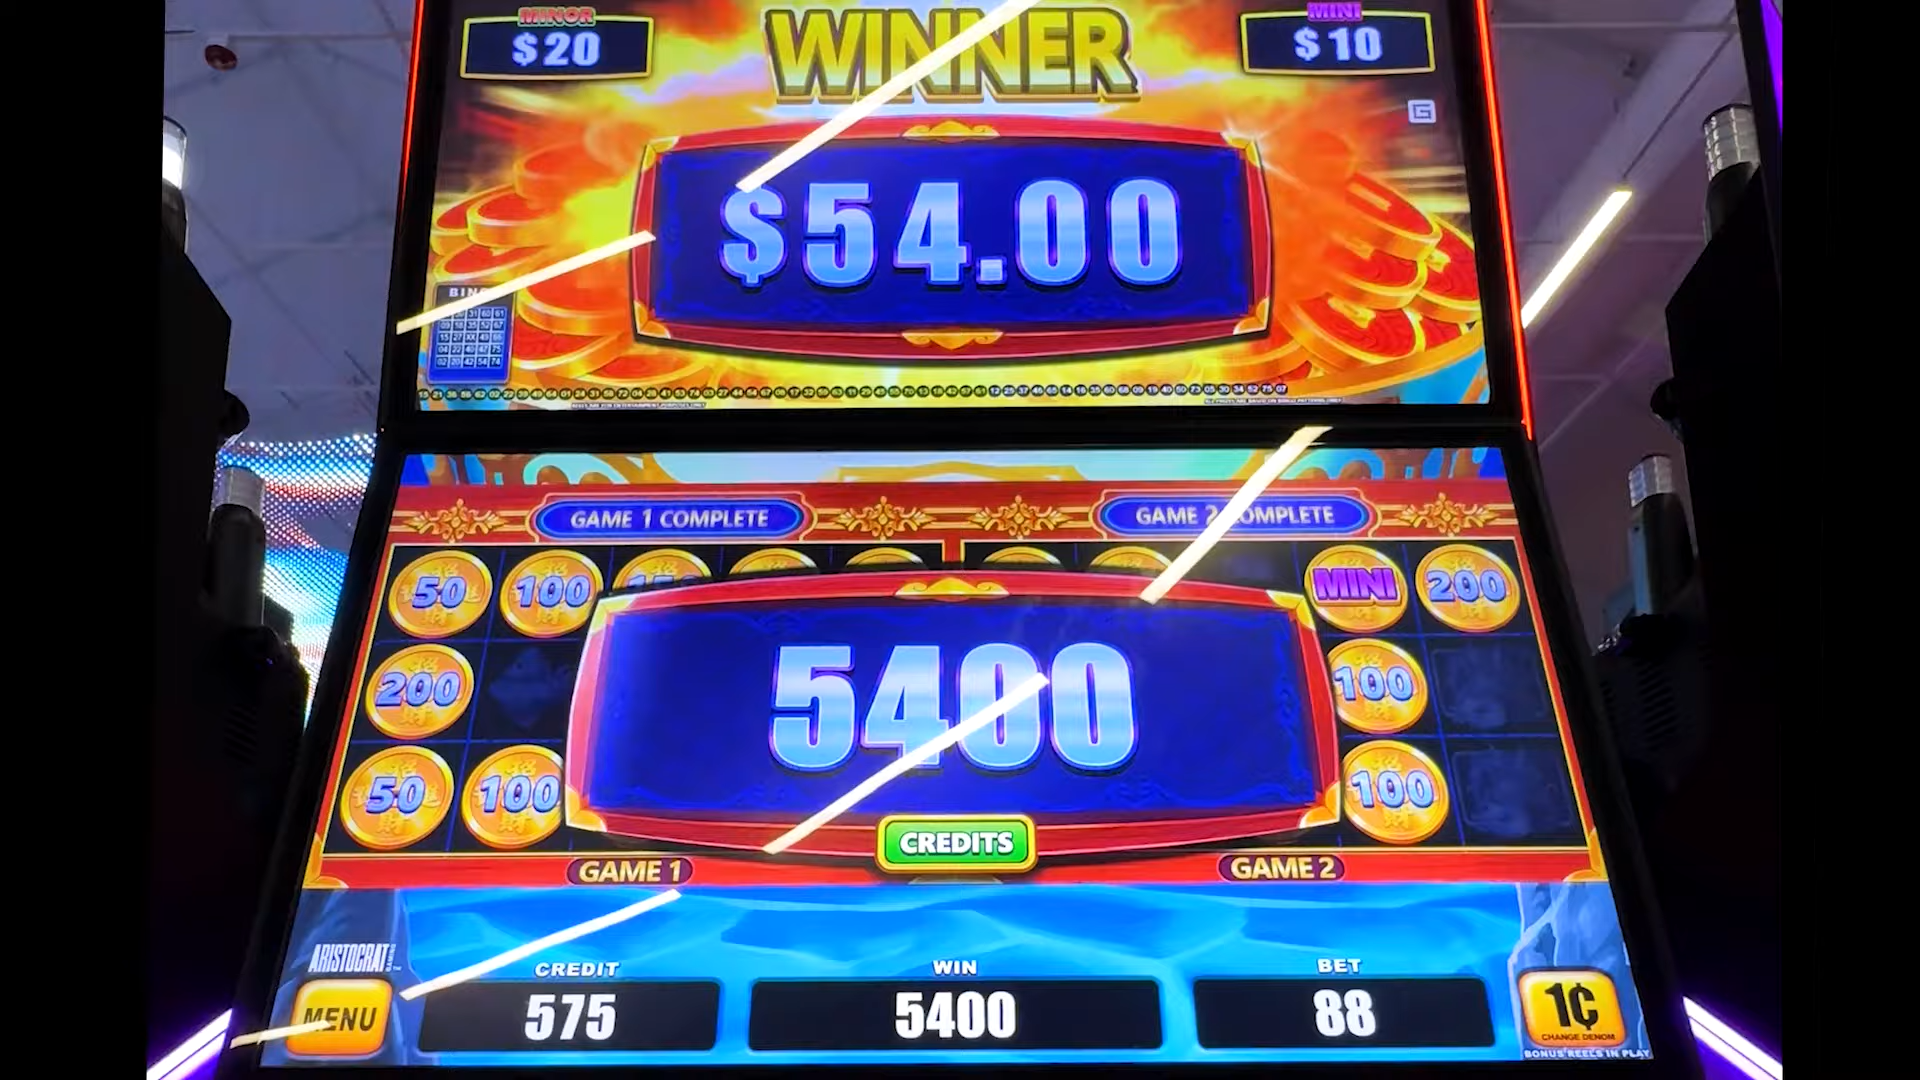 MINOR
$20
WINNER
MINI
$10
$54.00
GAME 1 COMPLETE
GAME 2 COMPLETE
50 100
MINI 200
200
100
50 100
100
5400
CREDITS
GAME 1
GAME 2
ARISTOCRAT
MENU
CREDIT
575
WIN
5400
BET
88
1¢
CHANGE DENOM
BONUS REELS IN PLAY